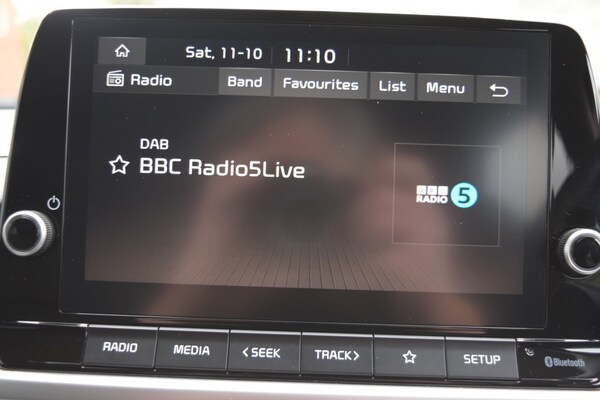 Sat, 11-10 11:10
Radio Band Favourites List Menu
DAB
BBC Radio5Live
BBC
RADIO 5
RADIO MEDIA <SEEK TRACK> SETUP Bluetooth